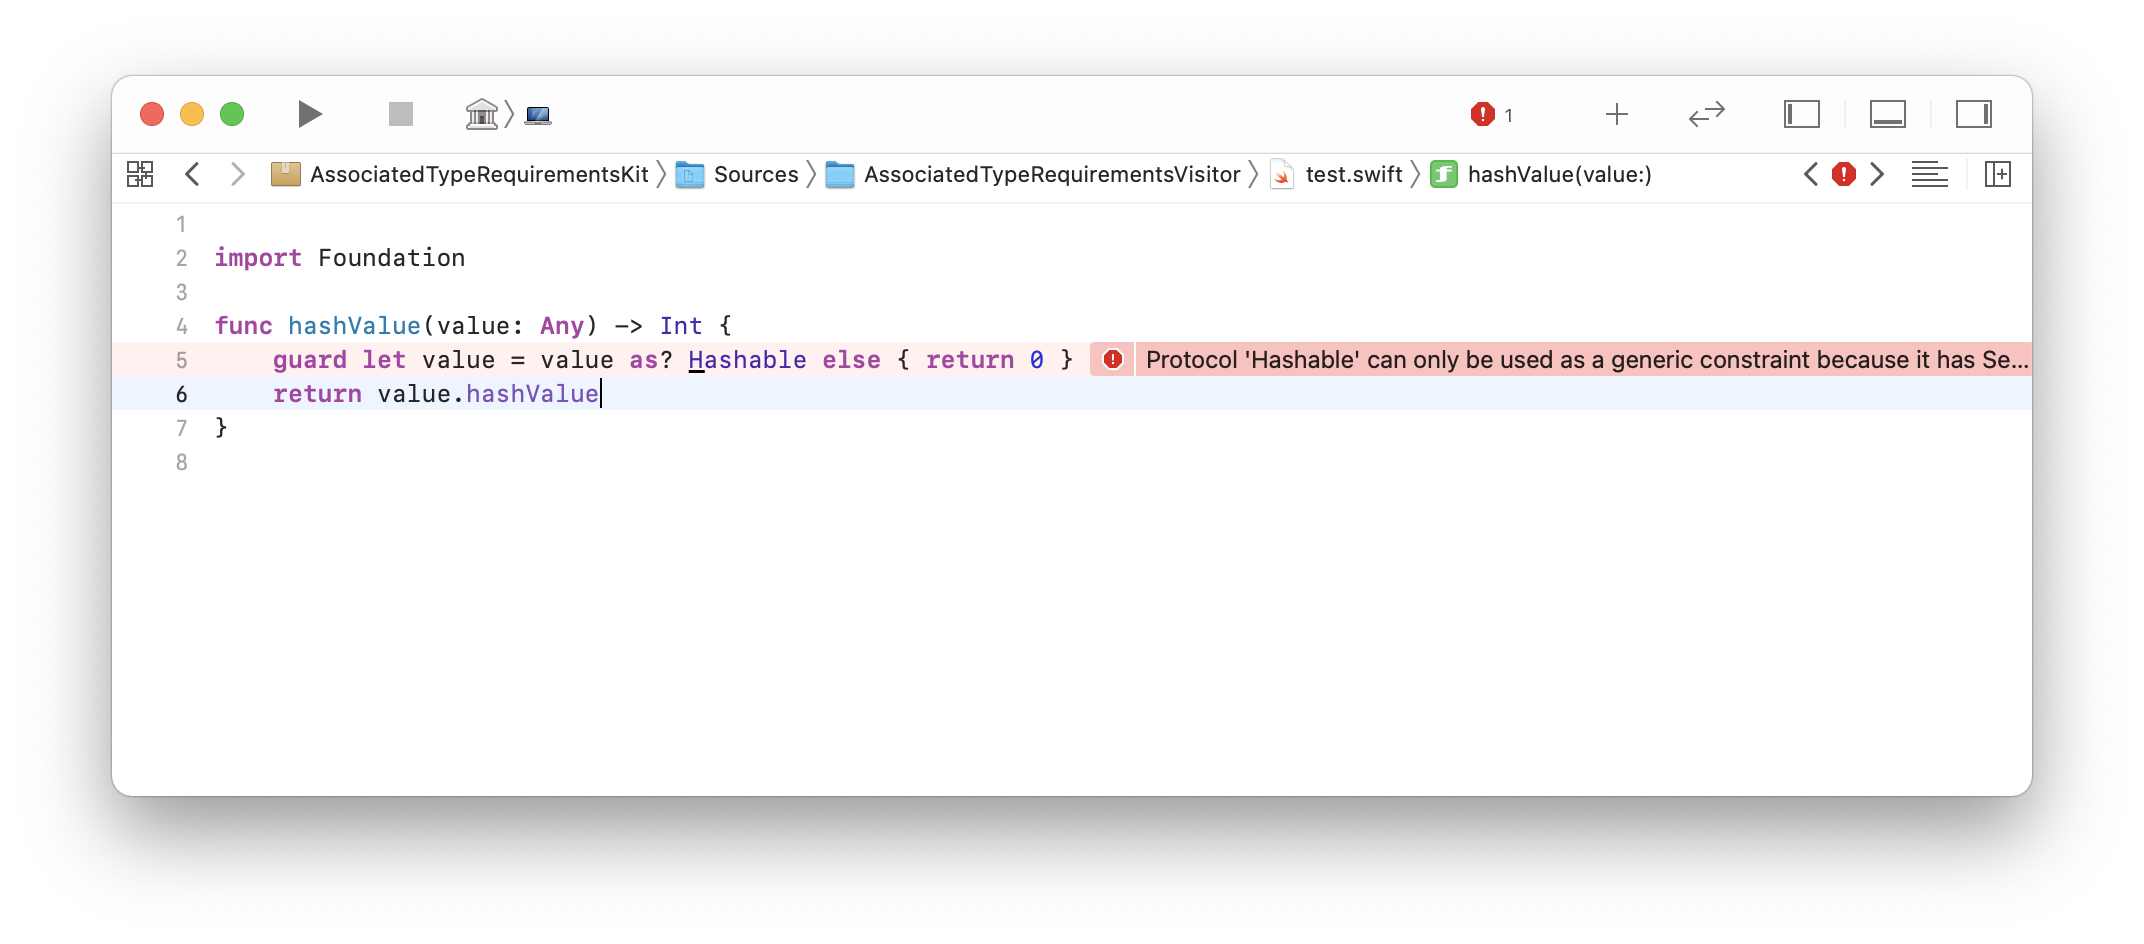 1
AssociatedTypeRequirementsKit Sources AssociatedTypeRequirementsVisitor test.swift hashValue(value:)
1
2 import Foundation
3
4 func hashValue(value: Any) -> Int {
5 guard let value = value as? Hashable else { return 0 } Protocol 'Hashable' can only be used as a generic constraint because it has Se...
6 return value.hashValue
7 }
8